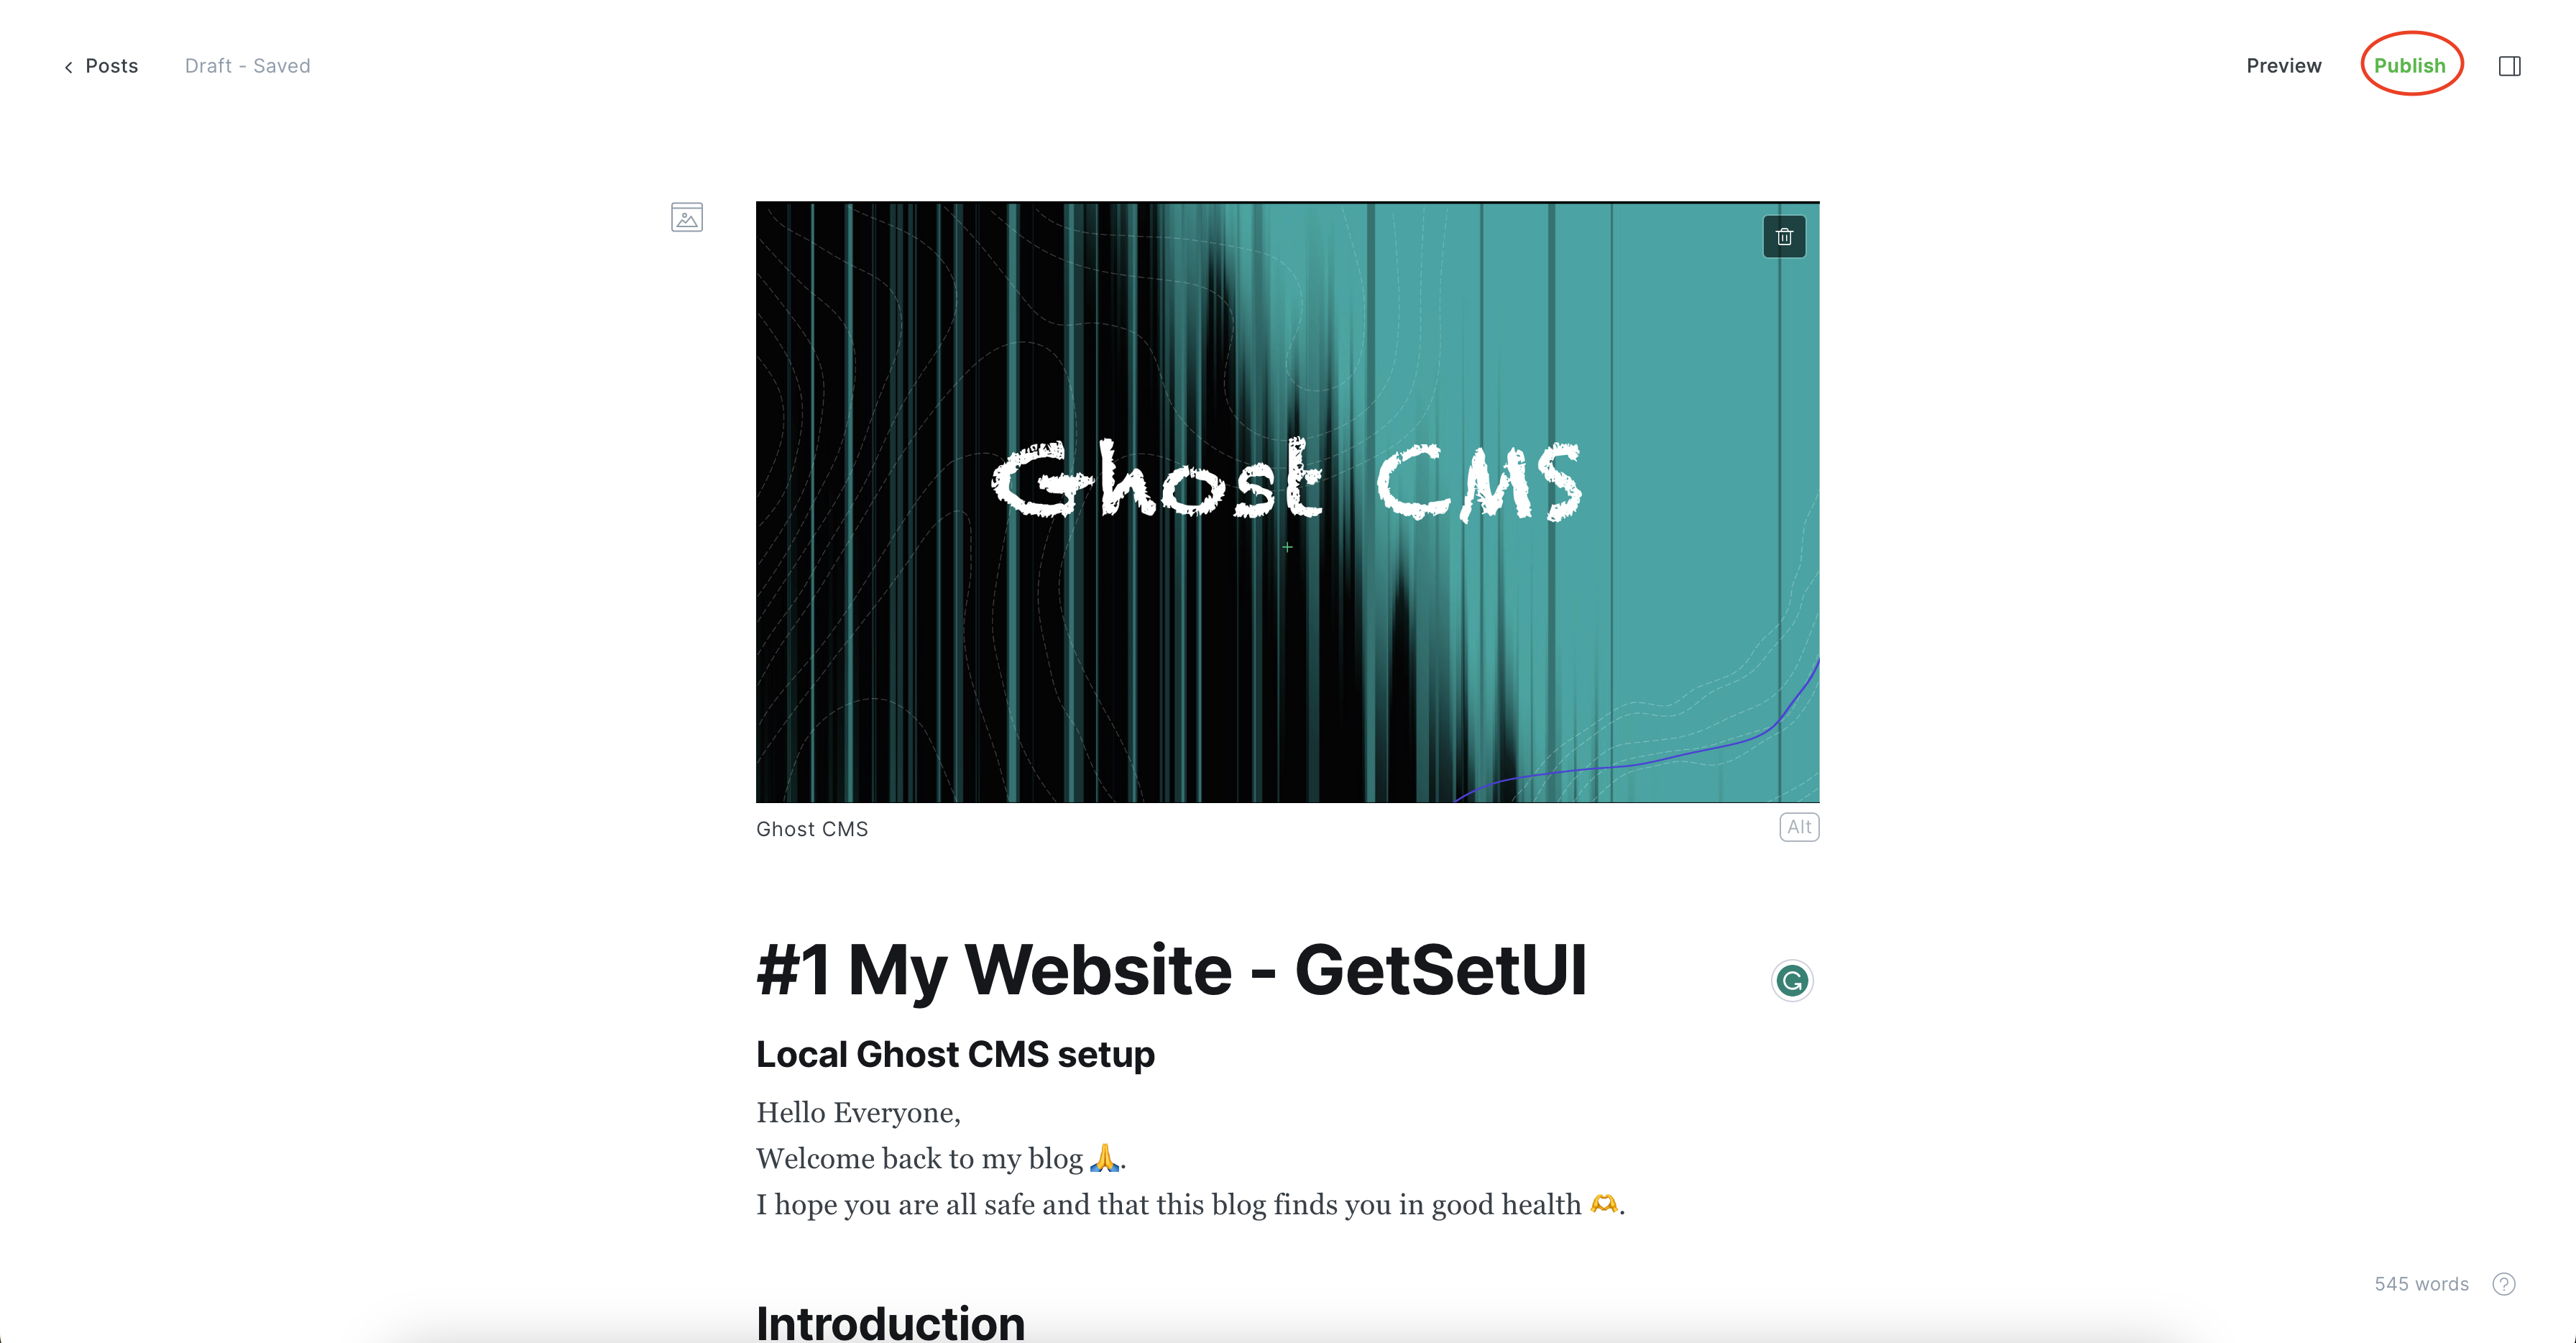 Posts Draft - Saved Preview Publish
Ghost CMS
Ghost CMS Alt
#1 My Website - GetSetUI
Local Ghost CMS setup
Hello Everyone,
Welcome back to my blog 🙏.
I hope you are all safe and that this blog finds you in good health 🫶.
545 words ?
Introduction